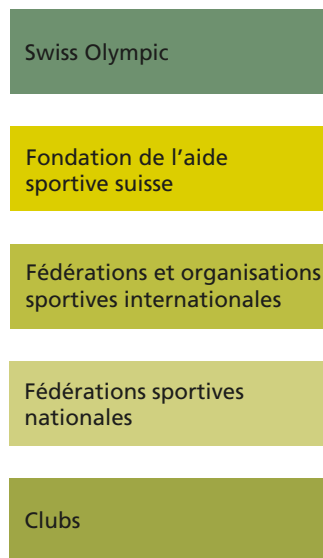 Swiss Olympic
Fondation de l’aide
sportive suisse
Fédérations et organisations
sportives internationales
Fédérations sportives
nationales
Clubs